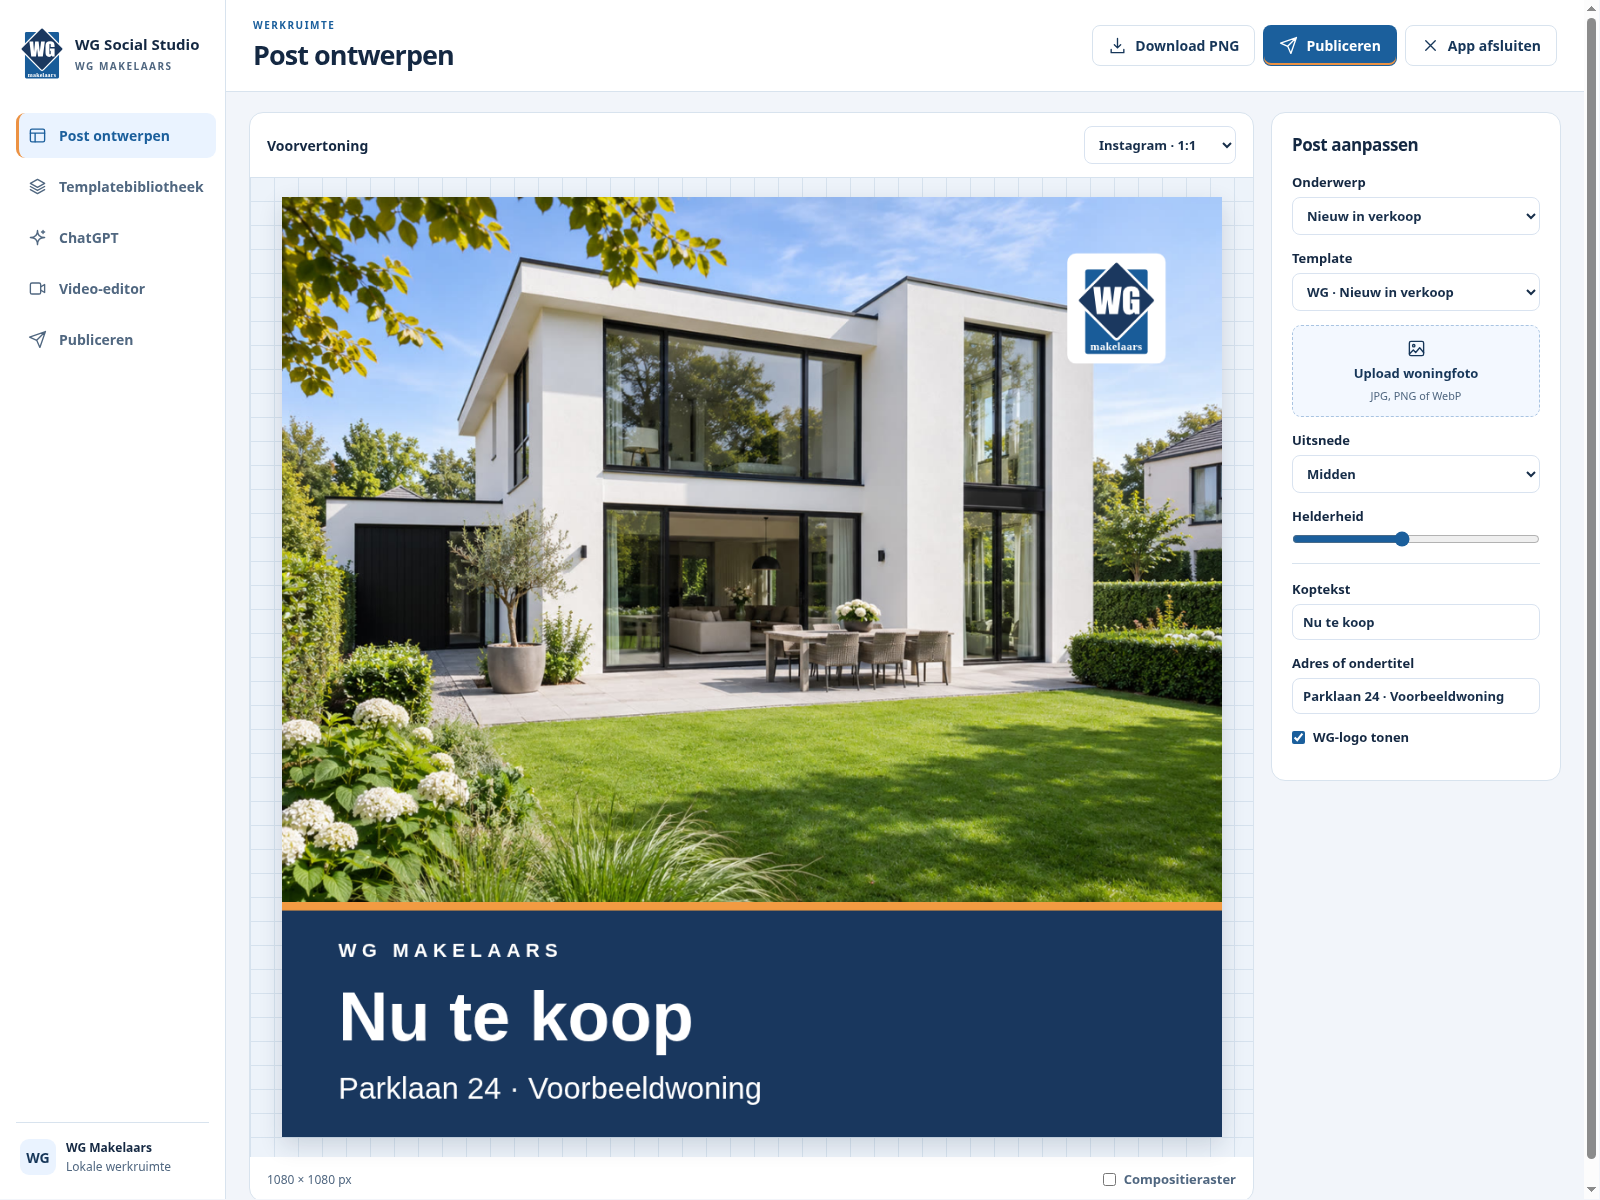 WG
makelaars
WG Social Studio
WG MAKELAARS
Post ontwerpen
Templatebibliotheek
ChatGPT
Video-editor
Publiceren
WG
WG Makelaars
Lokale werkruimte
WERKRUIMTE
Post ontwerpen
Download PNG
Publiceren
App afsluiten
Voorvertoning
Instagram · 1:1
WG
makelaars
WG MAKELAARS
Nu te koop
Parklaan 24 · Voorbeeldwoning
1080 × 1080 px
Compositieraster
Post aanpassen
Onderwerp
Nieuw in verkoop
Template
WG · Nieuw in verkoop
Upload woningfoto
JPG, PNG of WebP
Uitsnede
Midden
Helderheid
Koptekst
Nu te koop
Adres of ondertitel
Parklaan 24 · Voorbeeldwoning
WG-logo tonen